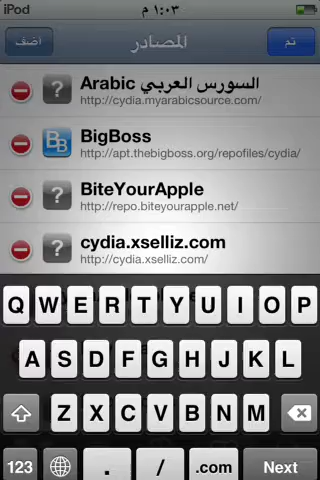 iPod ١:٠٣ م
أضف المصادر تم
Arabic السورس العربي
http://cydia.myarabicsource.com/
BigBoss
http://apt.thebigboss.org/repofiles/cydia/
BiteYourApple
http://repo.biteyourapple.net/
cydia.xselliz.com
http://cydia.xselliz.com/
Q W E R T Y U I O P
A S D F G H J K L
Z X C V B N M
123 . / .com Next